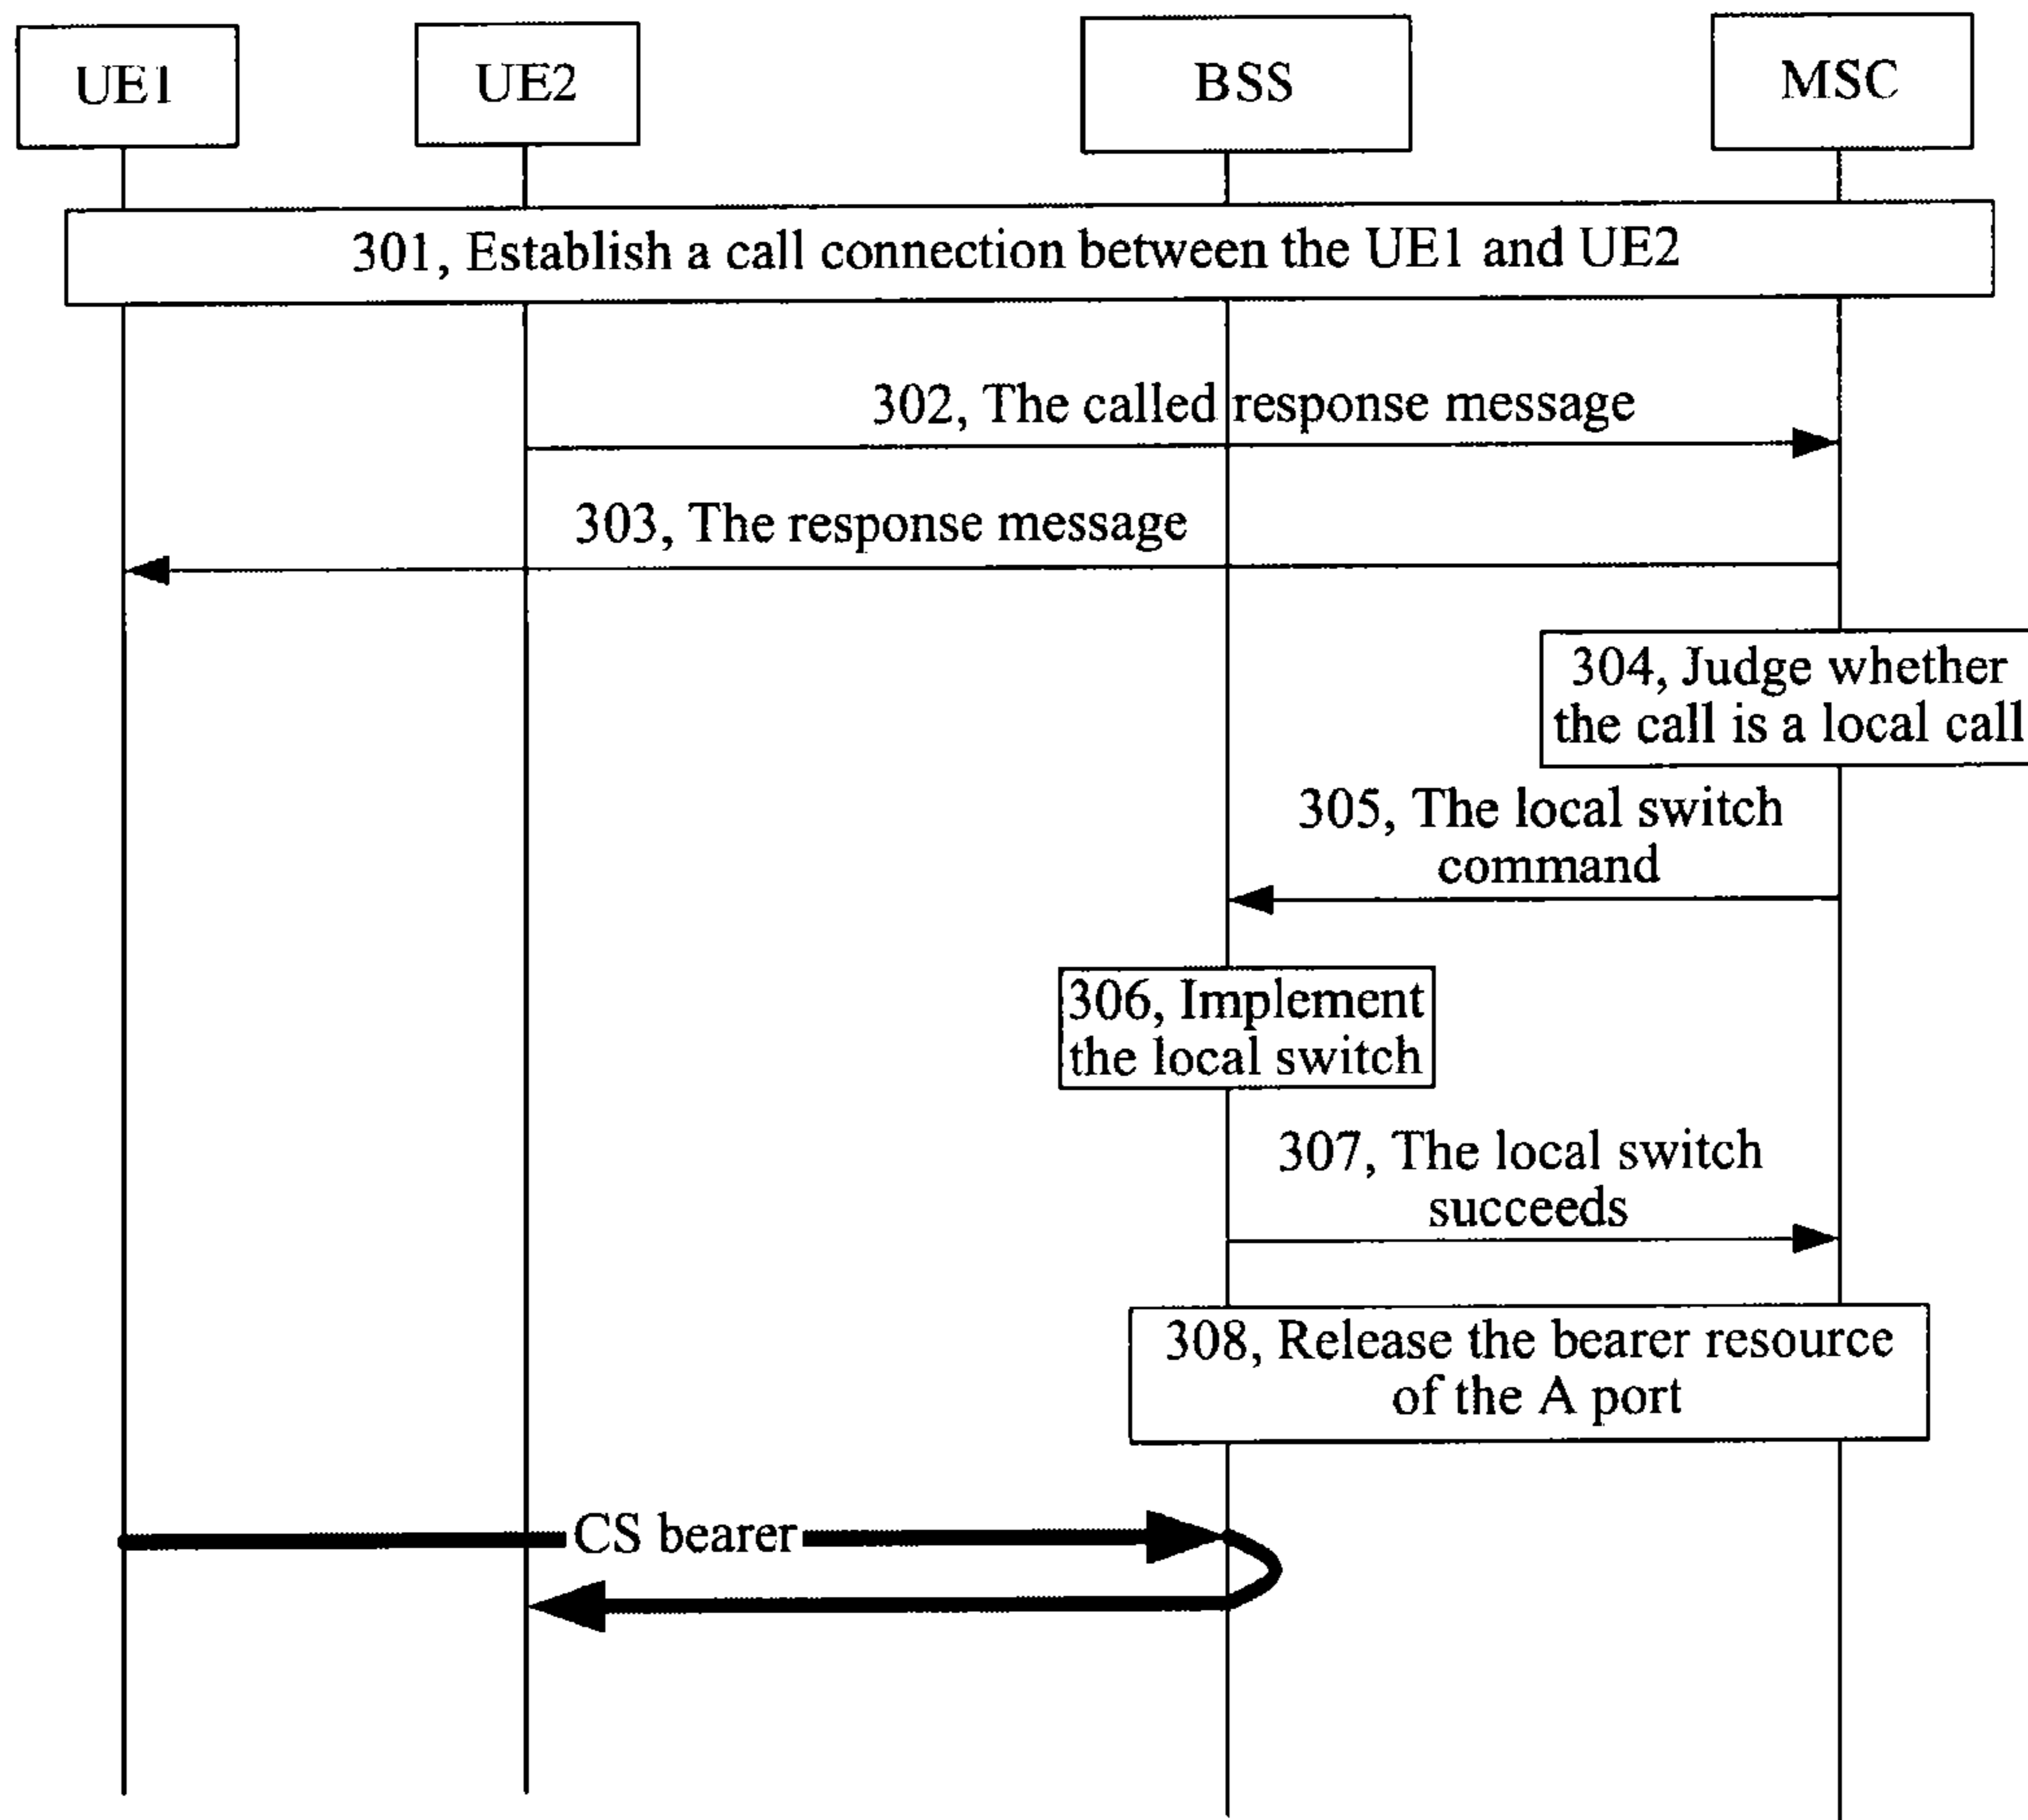 UE1
UE2
BSS
MSC
301, Establish a call connection between the UE1 and UE2
302, The called response message
303, The response message
304, Judge whether
the call is a local call
305, The local switch
command
306, Implement
the local switch
307, The local switch
succeeds
308, Release the bearer resource
of the A port
CS bearer